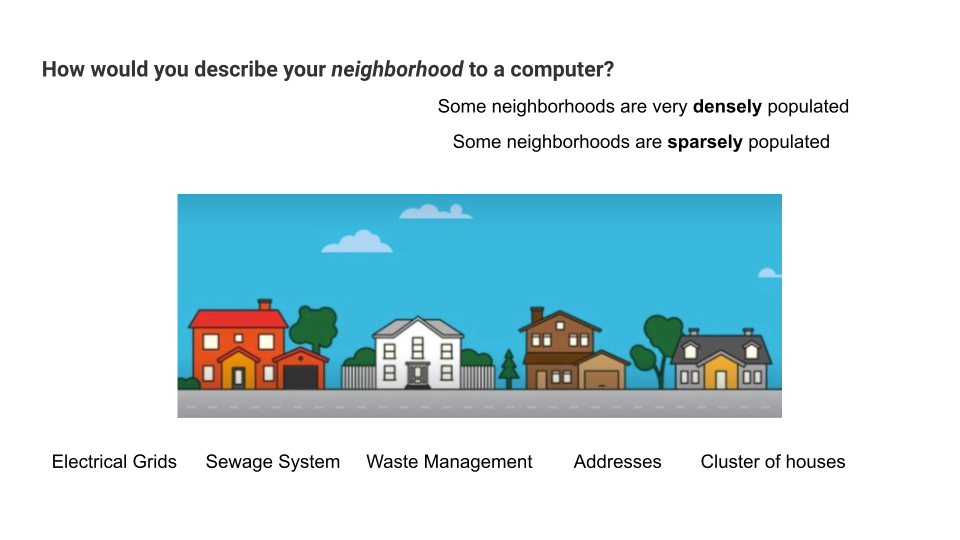 How would you describe your neighborhood to a computer?
Some neighborhoods are very densely populated
Some neighborhoods are sparsely populated
Electrical Grids Sewage System Waste Management Addresses Cluster of houses